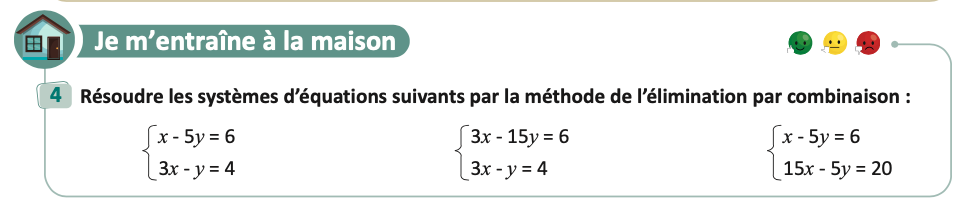 Je m'entraîne à la maison
4 Résoudre les systèmes d'équations suivants par la méthode de l'élimination par combinaison :
x - 5y = 6 3x - 15y = 6 x - 5y = 6
3x - y = 4 3x - y = 4 15x - 5y = 20